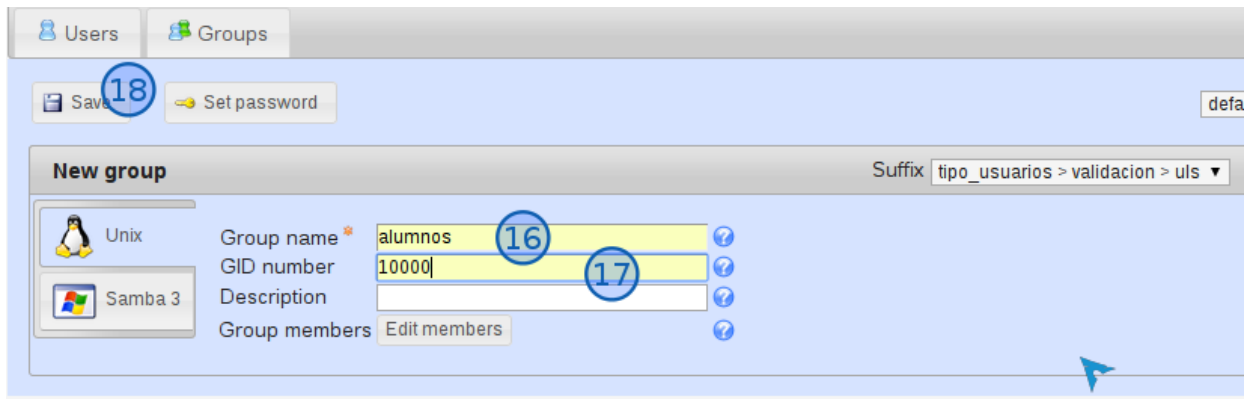 Users Groups
Save 18 Set password
defa
New group Suffix tipo_usuarios > validacion > uls
Unix
Group name * alumnos 16
GID number 10000 17
Samba 3 Description
Group members Edit members